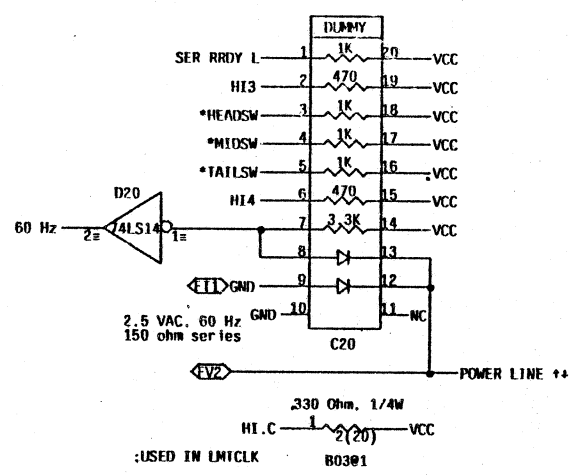 DUMMY
SER RRDY L 1 1K 20 VCC
HI3 2 470 19 VCC
*HEADSW 3 1K 18 VCC
*MIDSW 4 1K 17 VCC
*TAILSW 5 1K 16 VCC
HI4 6 470 15 VCC
D20
60 Hz 2≡ 74LS14 1≡ 7 3.3K 14 VCC
8 13
ET1 GND 9 12
GND 10 11 NC
2.5 VAC, 60 Hz
150 ohm series
C20
EV2 POWER LINE ↑↓
330 Ohm, 1/4W
HI.C 1 2(20) VCC
;USED IN LMTCLK B03@1